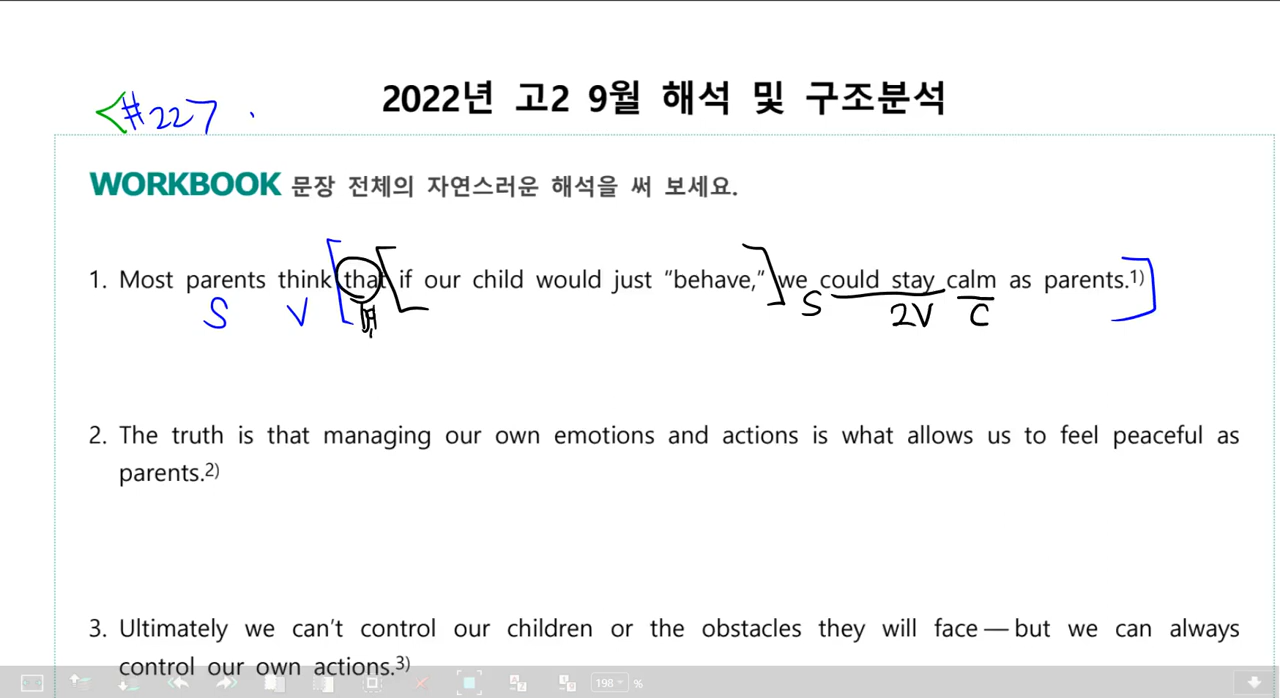 <#227 .
2022년 고2 9월 해석 및 구조분석
WORKBOOK 문장 전체의 자연스러운 해석을 써 보세요.
1. Most parents think that if our child would just “behave,” we could stay calm as parents.1)
S V S 2V C
2. The truth is that managing our own emotions and actions is what allows us to feel peaceful as
parents.2)
3. Ultimately we can’t control our children or the obstacles they will face — but we can always
control our own actions.3)
198 %